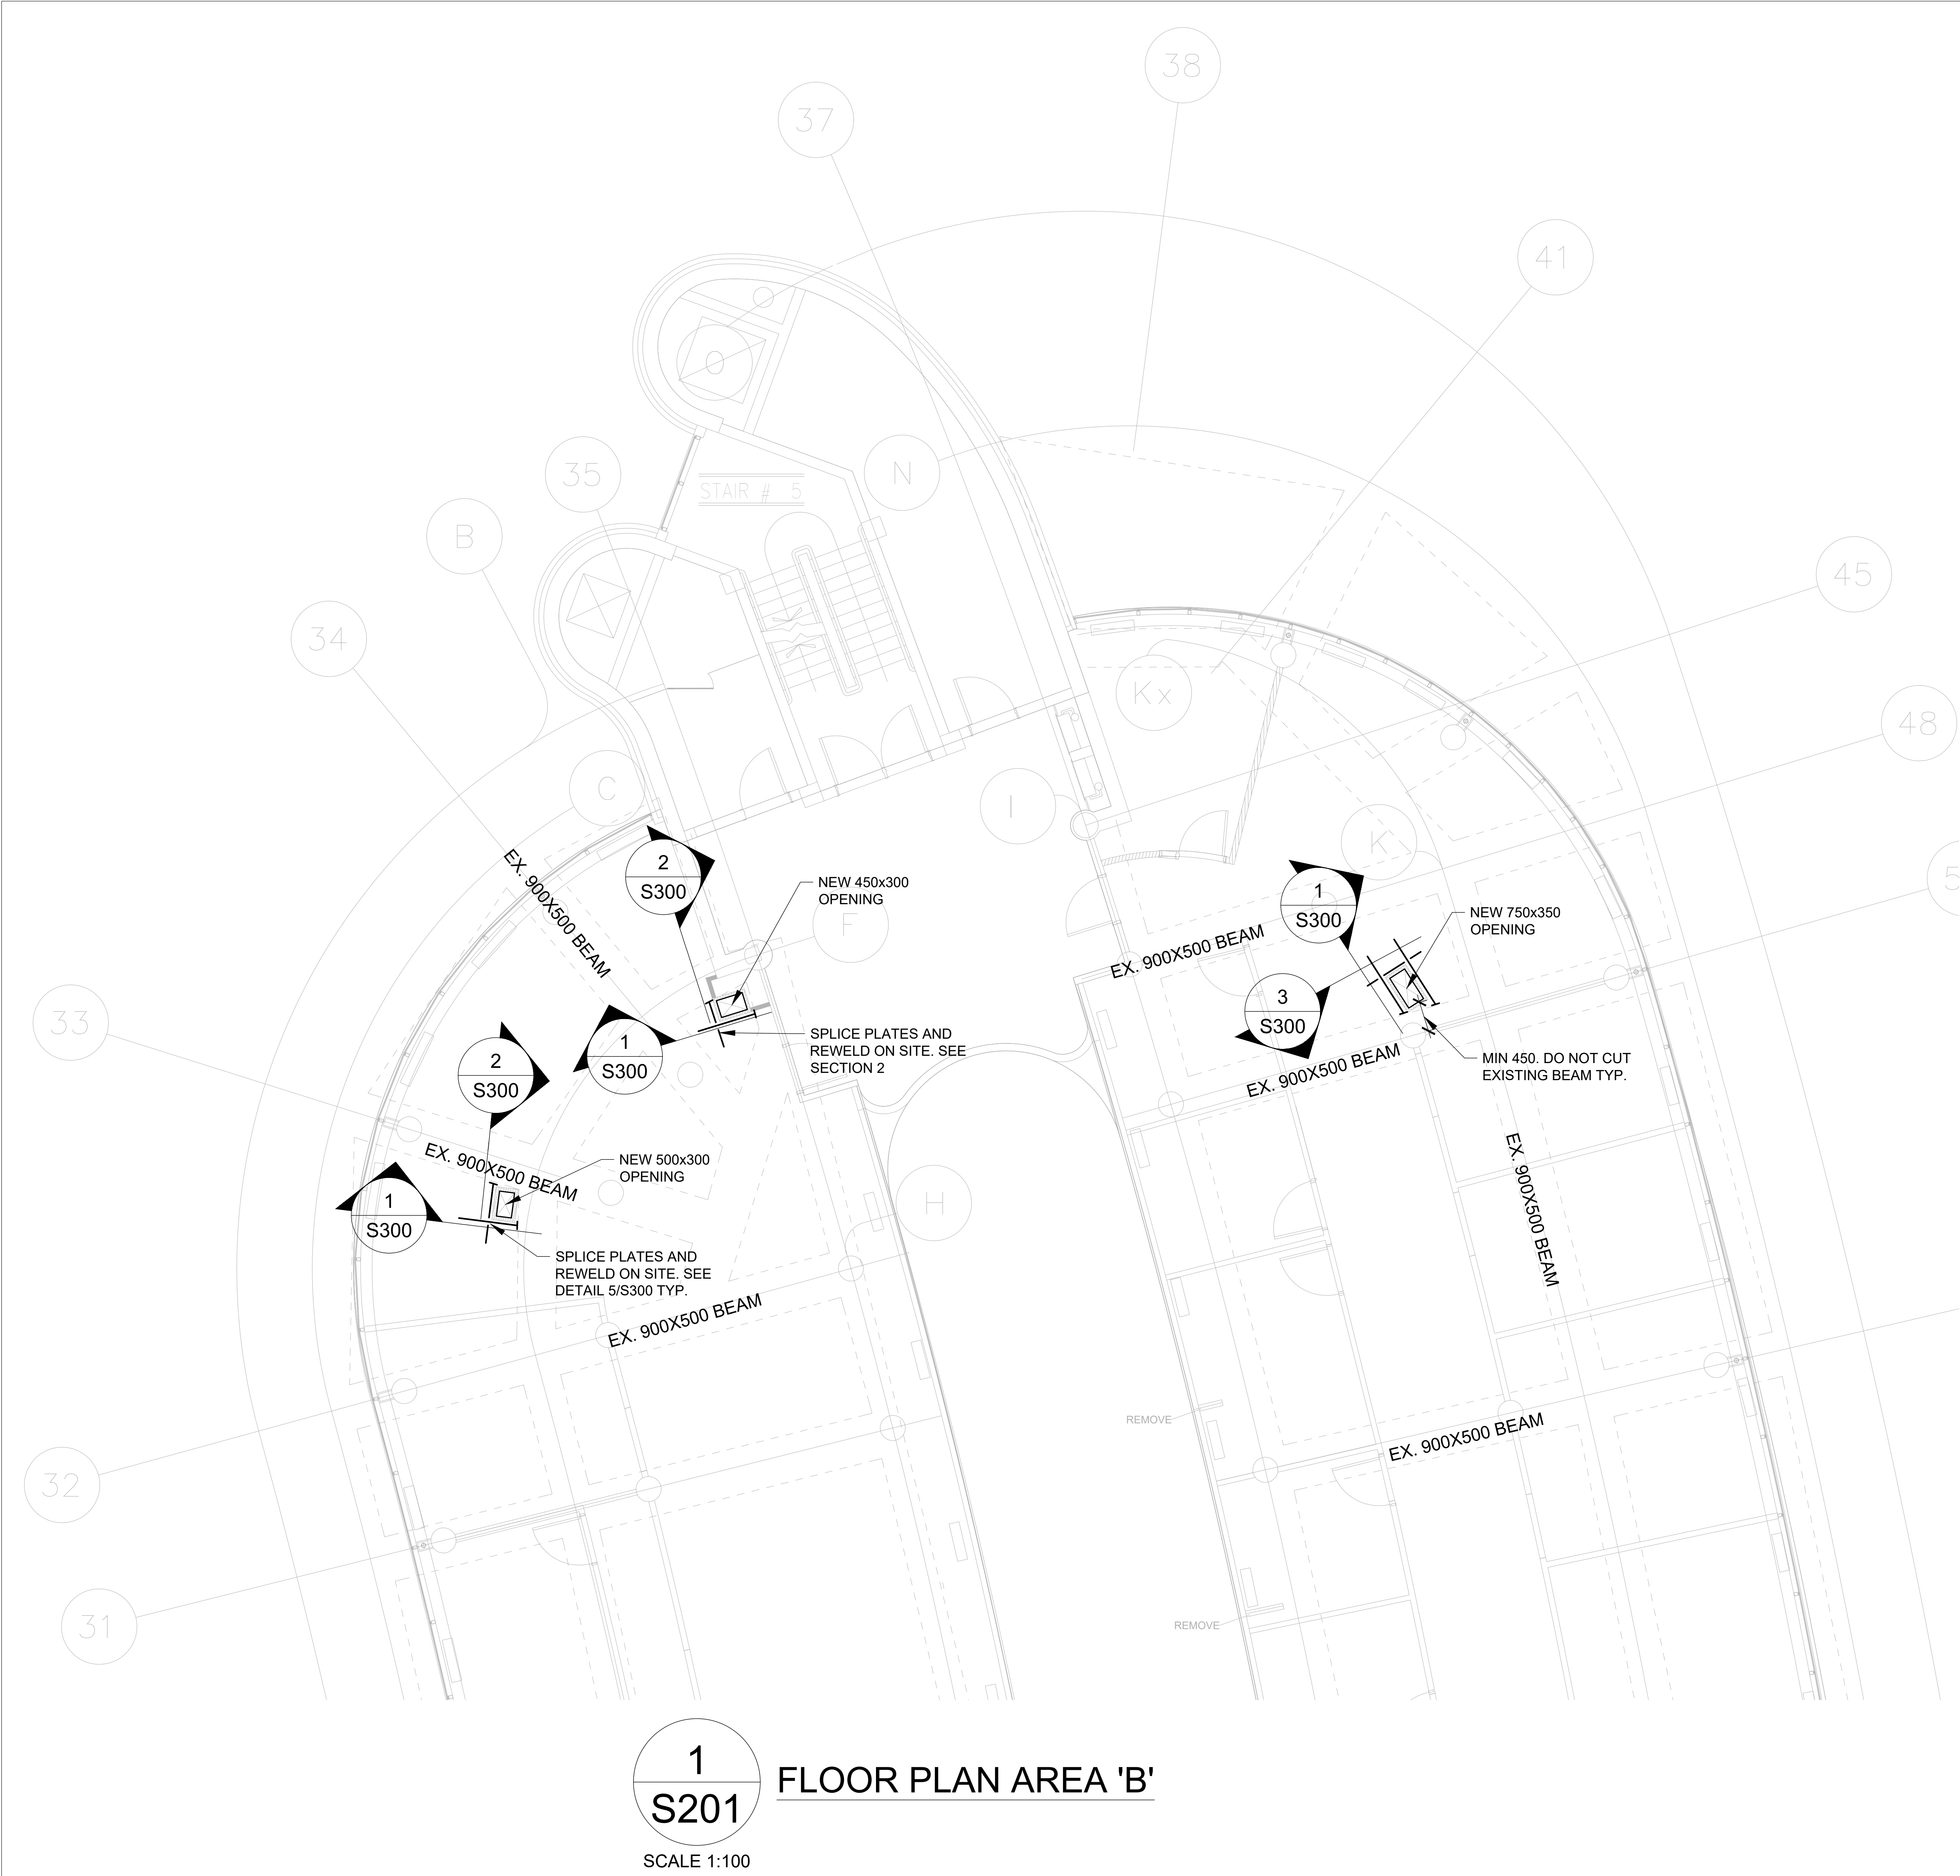 38
37
41
O
35
N
STAIR # 5
B
45
34
Kx
48
C
I
K
5
EX. 900X500 BEAM
2
S300
NEW 450x300
OPENING
F
1
S300
NEW 750x350
OPENING
EX. 900X500 BEAM
3
S300
33
1
S300
SPLICE PLATES AND
REWELD ON SITE. SEE
SECTION 2
MIN 450. DO NOT CUT
EXISTING BEAM TYP.
EX. 900X500 BEAM
2
S300
EX. 900X500 BEAM
NEW 500x300
OPENING
EX. 900X500 BEAM
1
S300
H
SPLICE PLATES AND
REWELD ON SITE. SEE
DETAIL 5/S300 TYP.
EX. 900X500 BEAM
REMOVE
EX. 900X500 BEAM
32
31
REMOVE
1
S201
FLOOR PLAN AREA 'B'
SCALE 1:100